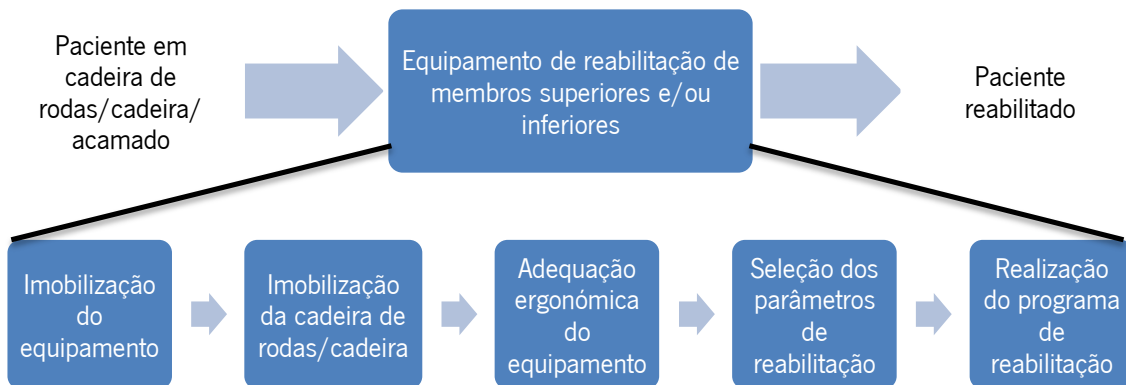 Paciente em
cadeira de
rodas/cadeira/
acamado
Equipamento de reabilitação de
membros superiores e/ou
inferiores
Paciente
reabilitado
Imobilização
do
equipamento
Imobilização
da cadeira de
rodas/cadeira
Adequação
ergonómica
do
equipamento
Seleção dos
parâmetros
de
reabilitação
Realização
do programa
de
reabilitação